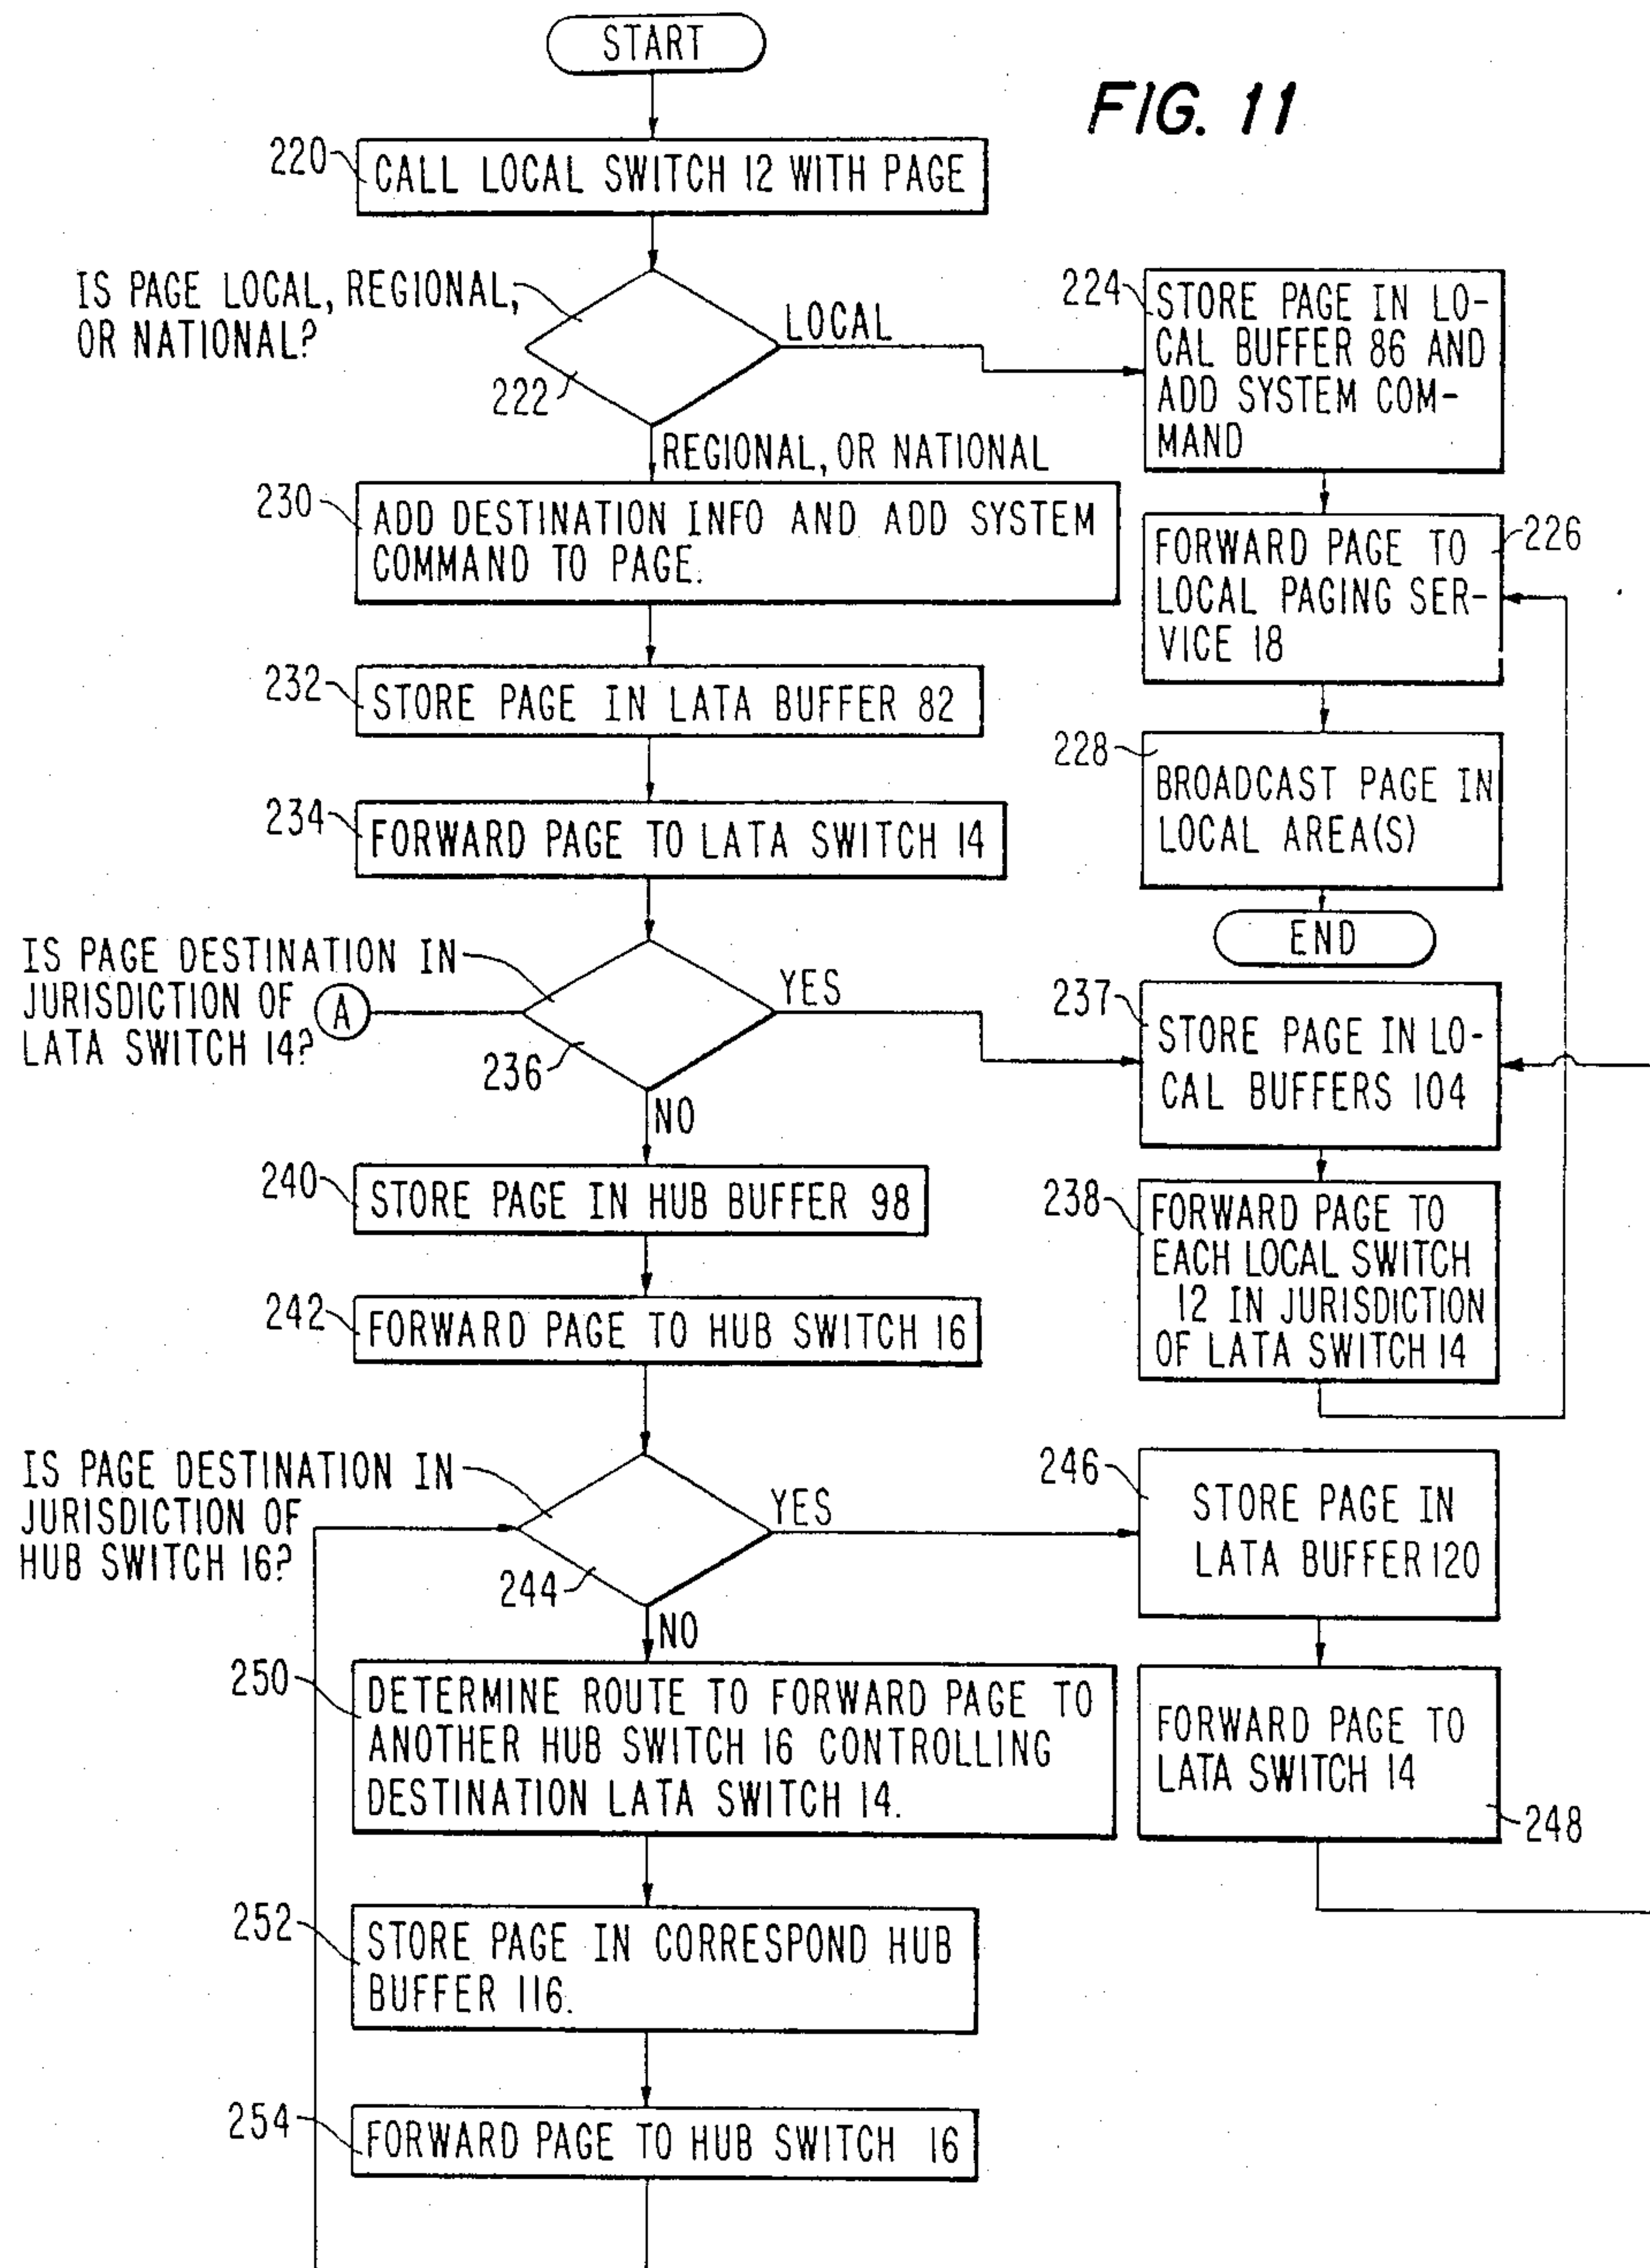 START
FIG. 11
220
CALL LOCAL SWITCH 12 WITH PAGE
IS PAGE LOCAL, REGIONAL,
OR NATIONAL?
222
LOCAL
REGIONAL, OR NATIONAL
224
STORE PAGE IN LO-
CAL BUFFER 86 AND
ADD SYSTEM COM-
MAND
230
ADD DESTINATION INFO AND ADD SYSTEM
COMMAND TO PAGE.
226
FORWARD PAGE TO
LOCAL PAGING SER-
VICE 18
232
STORE PAGE IN LATA BUFFER 82
228
BROADCAST PAGE IN
LOCAL AREA(S)
234
FORWARD PAGE TO LATA SWITCH 14
END
IS PAGE DESTINATION IN
JURISDICTION OF
LATA SWITCH 14?
A
236
YES
NO
237
STORE PAGE IN LO-
CAL BUFFERS 104
240
STORE PAGE IN HUB BUFFER 98
238
FORWARD PAGE TO
EACH LOCAL SWITCH
12 IN JURISDICTION
OF LATA SWITCH 14
242
FORWARD PAGE TO HUB SWITCH 16
IS PAGE DESTINATION IN
JURISDICTION OF
HUB SWITCH 16?
244
YES
NO
246
STORE PAGE IN
LATA BUFFER 120
250
DETERMINE ROUTE TO FORWARD PAGE TO
ANOTHER HUB SWITCH 16 CONTROLLING
DESTINATION LATA SWITCH 14.
FORWARD PAGE TO
LATA SWITCH 14
248
252
STORE PAGE IN CORRESPOND HUB
BUFFER 116.
254
FORWARD PAGE TO HUB SWITCH 16